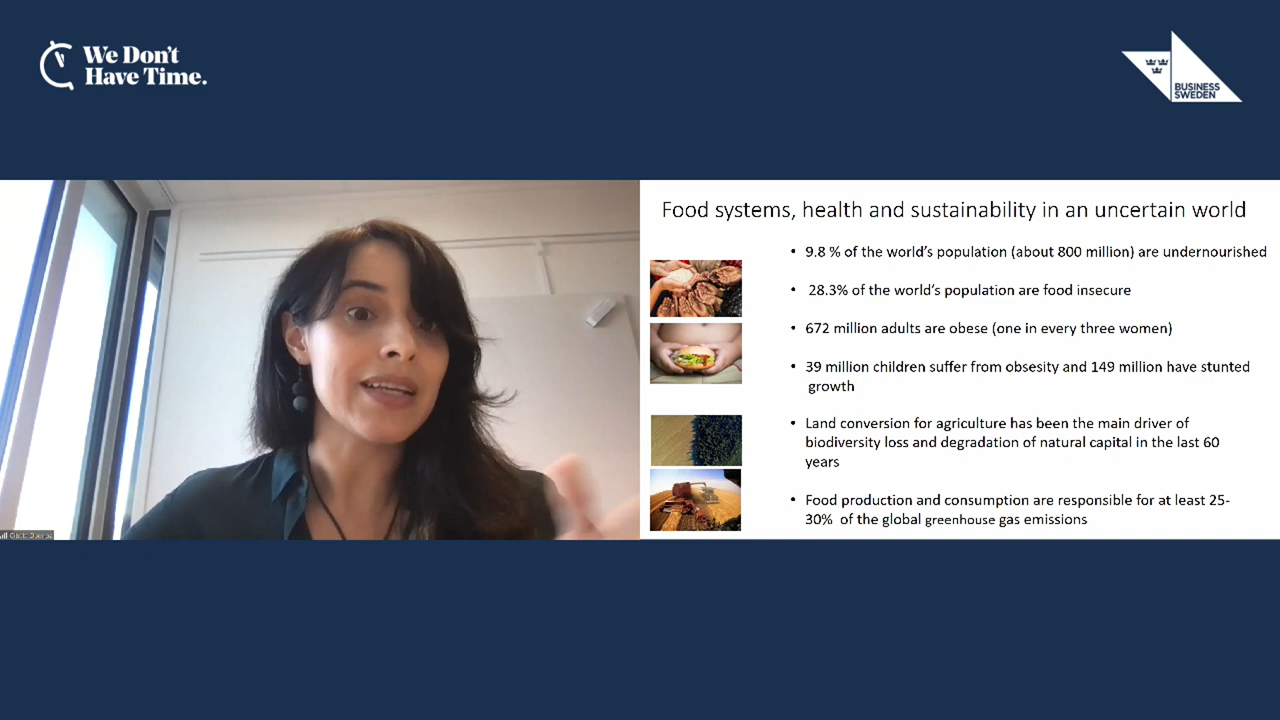 We Don't
Have Time.
BUSINESS
SWEDEN
Food systems, health and sustainability in an uncertain world
• 9.8 % of the world's population (about 800 million) are undernourished
• 28.3% of the world's population are food insecure
• 672 million adults are obese (one in every three women)
• 39 million children suffer from obsesity and 149 million have stunted
growth
• Land conversion for agriculture has been the main driver of
biodiversity loss and degradation of natural capital in the last 60
years
• Food production and consumption are responsible for at least 25-
30% of the global greenhouse gas emissions